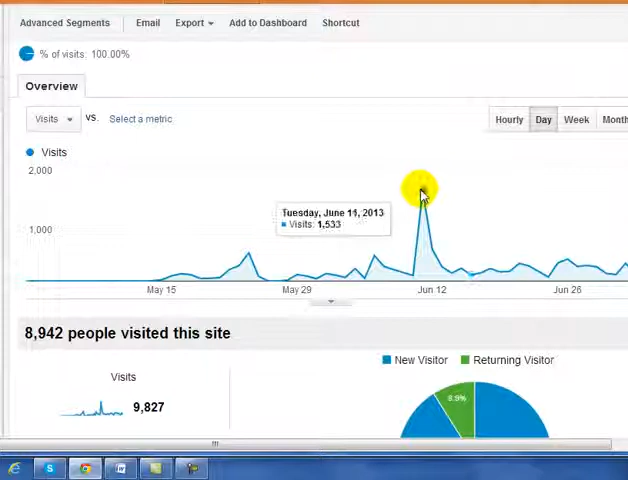 Advanced Segments Email Export Add to Dashboard Shortcut
% of visits: 100.00%
Overview
Visits vs. Select a metric Hourly Day Week Month
Visits
2,000
Tuesday, June 11, 2013
Visits: 1,533
1,000
May 15 May 29 Jun 12 Jun 26
8,942 people visited this site
New Visitor Returning Visitor
Visits
9,827
8.9%